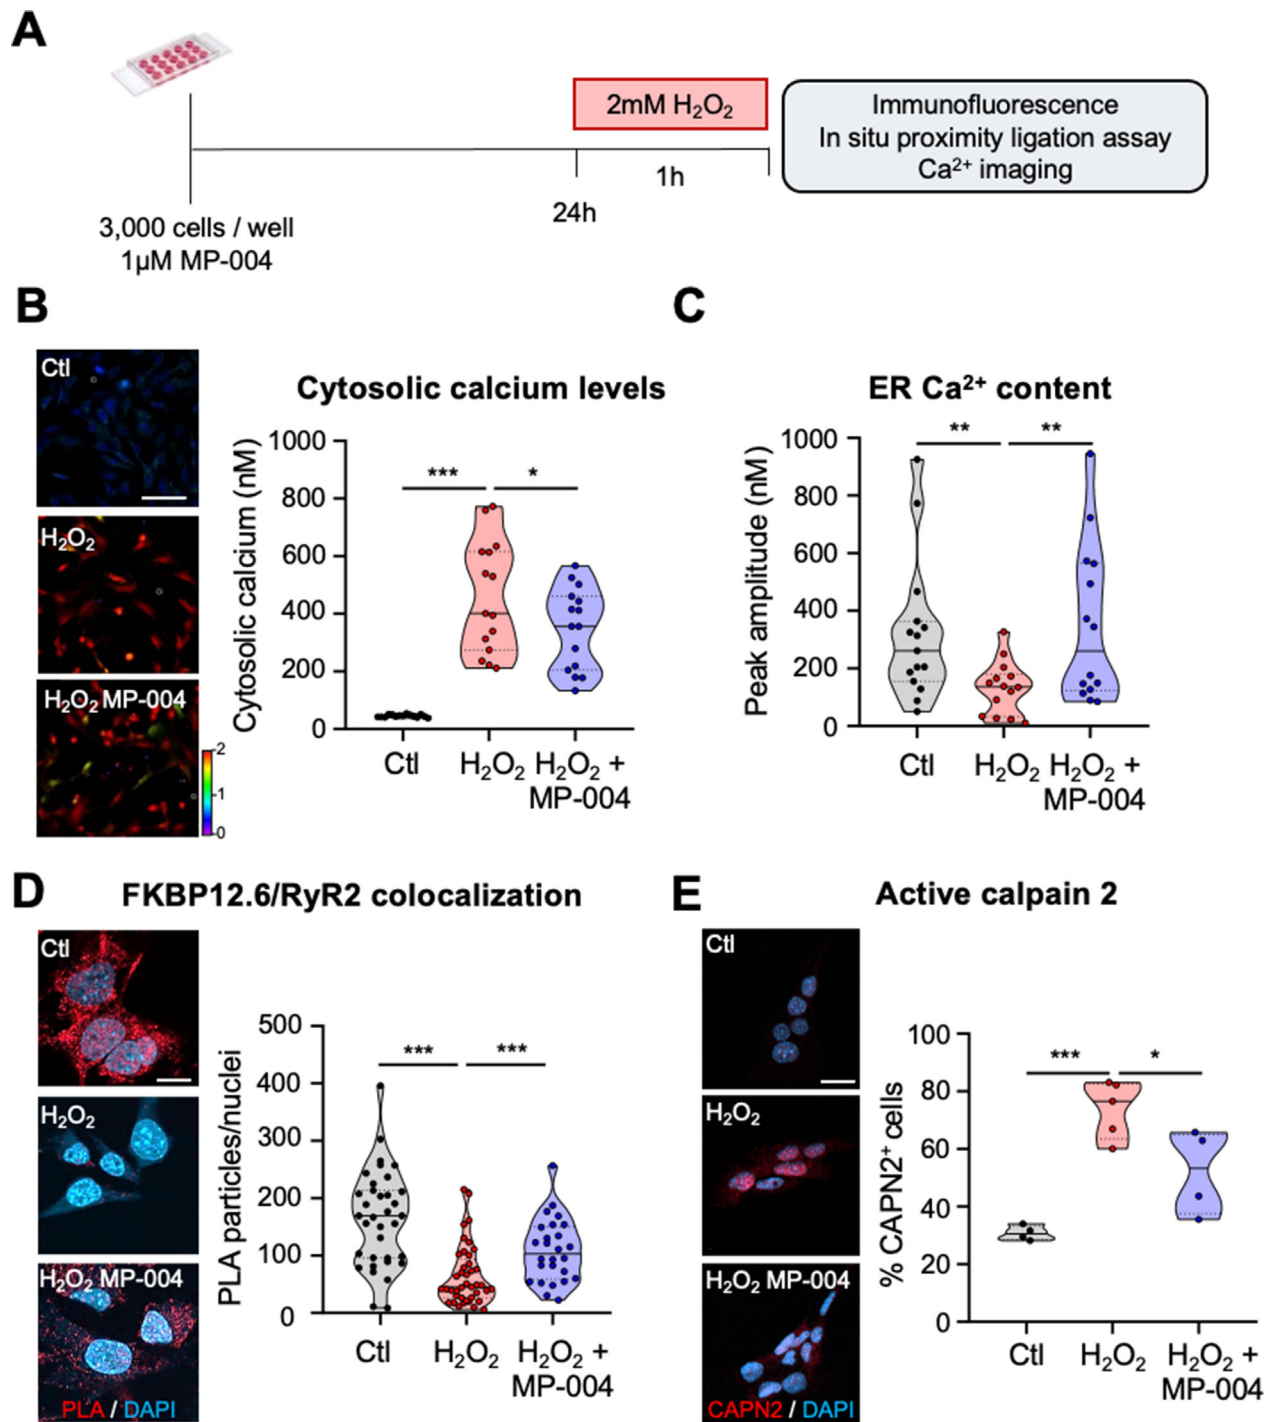 A
2mM H₂O₂
Immunofluorescence
In situ proximity ligation assay
Ca²⁺ imaging
1h
24h
3,000 cells / well
1µM MP-004
B
Ctl
H₂O₂
H₂O₂ MP-004
2
1
0
Cytosolic calcium levels
Cytosolic calcium (nM)
1000
800
600
400
200
0
***
*
Ctl
H₂O₂
H₂O₂ +
MP-004
C
ER Ca²⁺ content
Peak amplitude (nM)
1000
800
600
400
200
0
**
**
Ctl
H₂O₂
H₂O₂ +
MP-004
D
FKBP12.6/RyR2 colocalization
Ctl
H₂O₂
H₂O₂ MP-004
PLA / DAPI
PLA particles/nuclei
500
400
300
200
100
0
***
***
Ctl
H₂O₂
H₂O₂ +
MP-004
E
Active calpain 2
Ctl
H₂O₂
H₂O₂ MP-004
CAPN2 / DAPI
% CAPN2⁺ cells
100
80
60
40
20
0
***
*
Ctl
H₂O₂
H₂O₂ +
MP-004